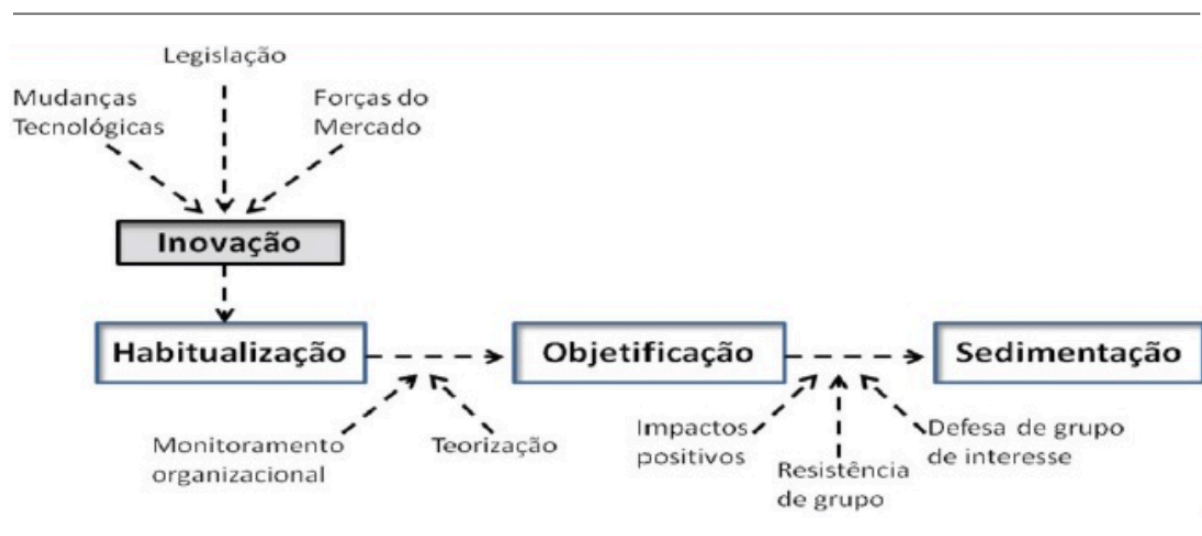 Legislação
Mudanças
Tecnológicas
Forças do
Mercado
Inovação
Habitualização
Objetificação
Sedimentação
Monitoramento
organizacional
Teorização
Impactos
positivos
Resistência
de grupo
Defesa de grupo
de interesse